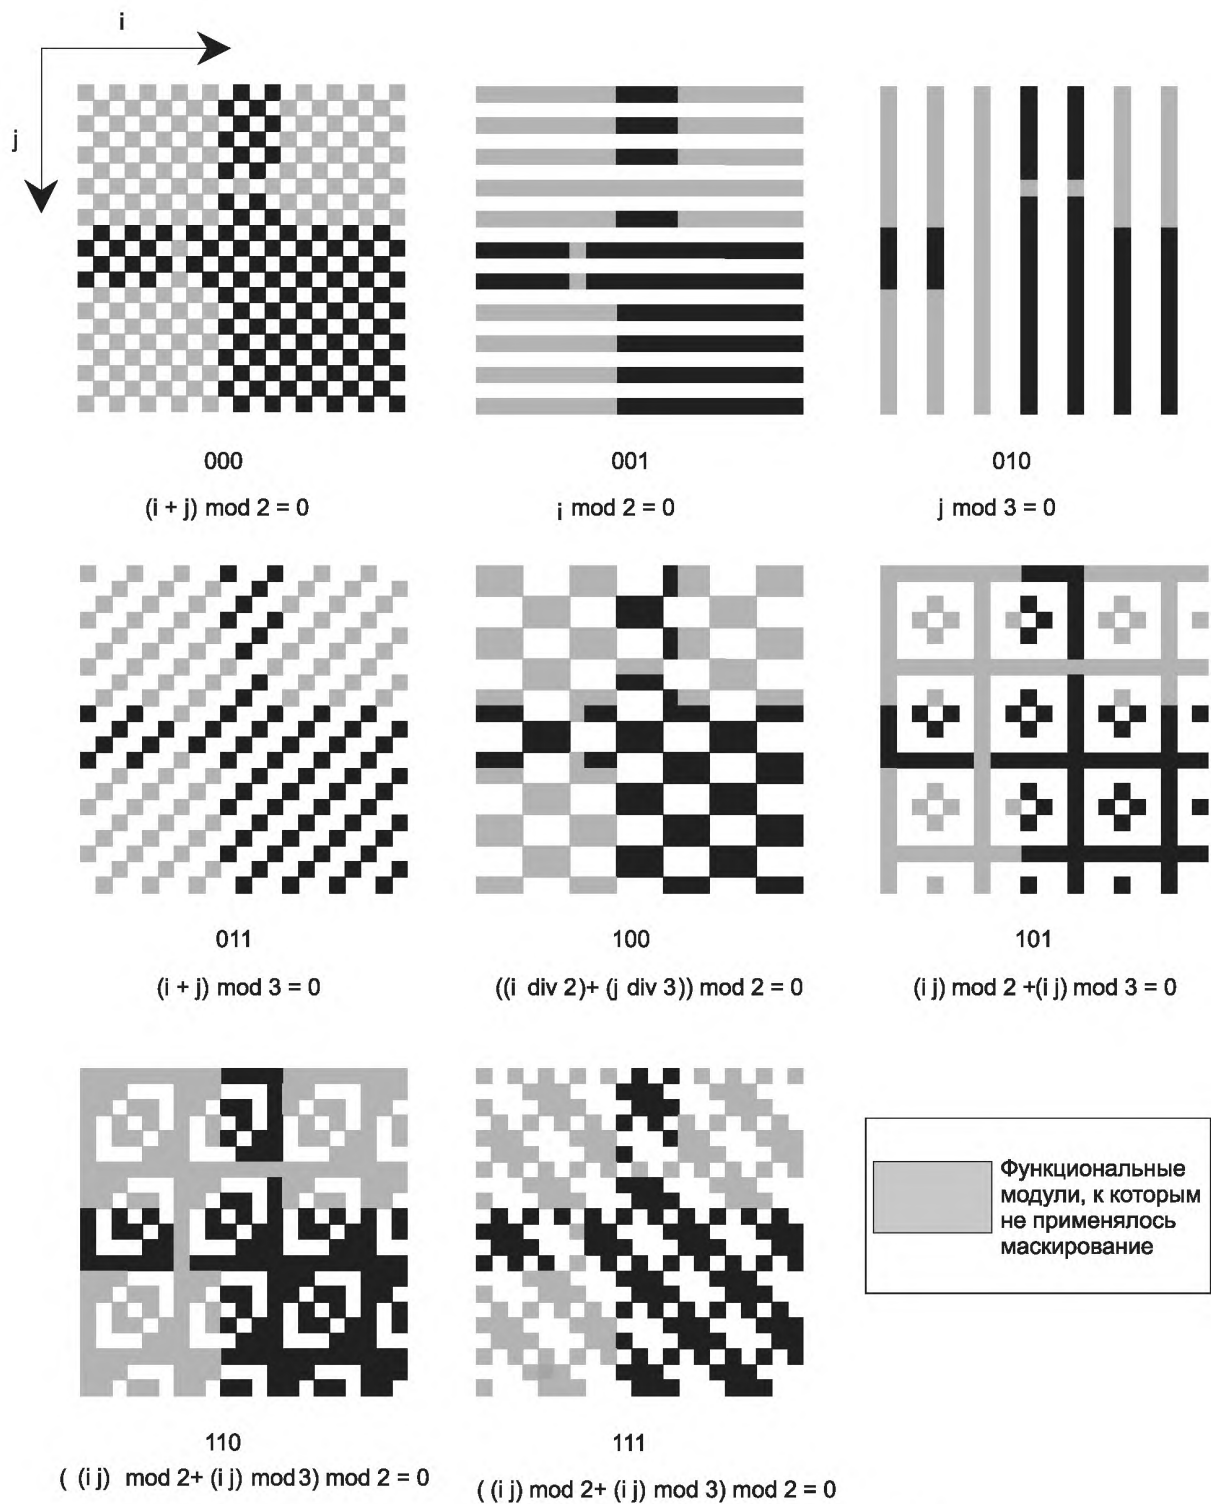 i
j
000
001
010
(i + j) mod 2 = 0
i mod 2 = 0
j mod 3 = 0
011
100
101
(i + j) mod 3 = 0
((i div 2)+ (j div 3)) mod 2 = 0
(i j) mod 2 +(i j) mod 3 = 0
Функциональные
модули, к которым
не применялось
маскирование
110
111
( (i j) mod 2+ (i j) mod 3) mod 2 = 0
( (i j) mod 2+ (i j) mod 3) mod 2 = 0